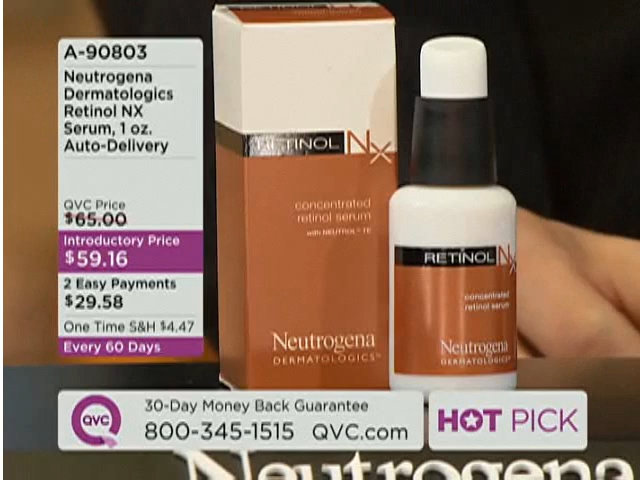 A-90803
Neutrogena
Dermatologics
Retinol NX
Serum, 1 oz.
Auto-Delivery
QVC Price
$65.00
Introductory Price
$59.16
2 Easy Payments
$29.58
One Time S&H $4.47
Every 60 Days
RETINOL NX
concentrated
retinol serum
Neutrogena
DERMATOLOGICS™
RETINOL NX
concentrated
retinol serum
Neutrogena
DERMATOLOGICS
QVC
30-Day Money Back Guarantee
800-345-1515 QVC.com
HOT PICK
Neutrogena